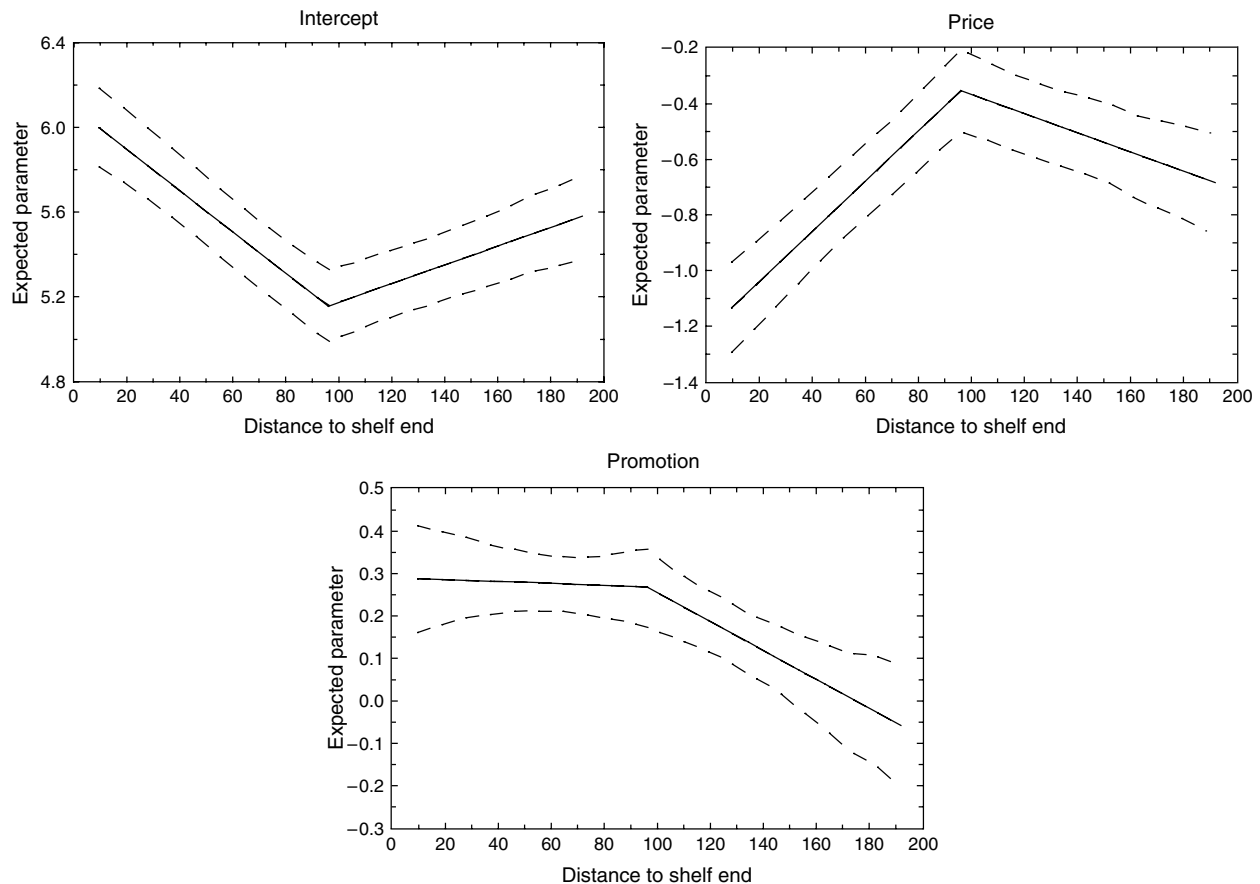 Intercept
6.4
6.0
5.6
5.2
4.8
Expected parameter
0 20 40 60 80 100 120 140 160 180 200
Distance to shelf end
Price
−0.2
−0.4
−0.6
−0.8
−1.0
−1.2
−1.4
Expected parameter
0 20 40 60 80 100 120 140 160 180 200
Distance to shelf end
Promotion
0.5
0.4
0.3
0.2
0.1
0.0
−0.1
−0.2
−0.3
Expected parameter
0 20 40 60 80 100 120 140 160 180 200
Distance to shelf end